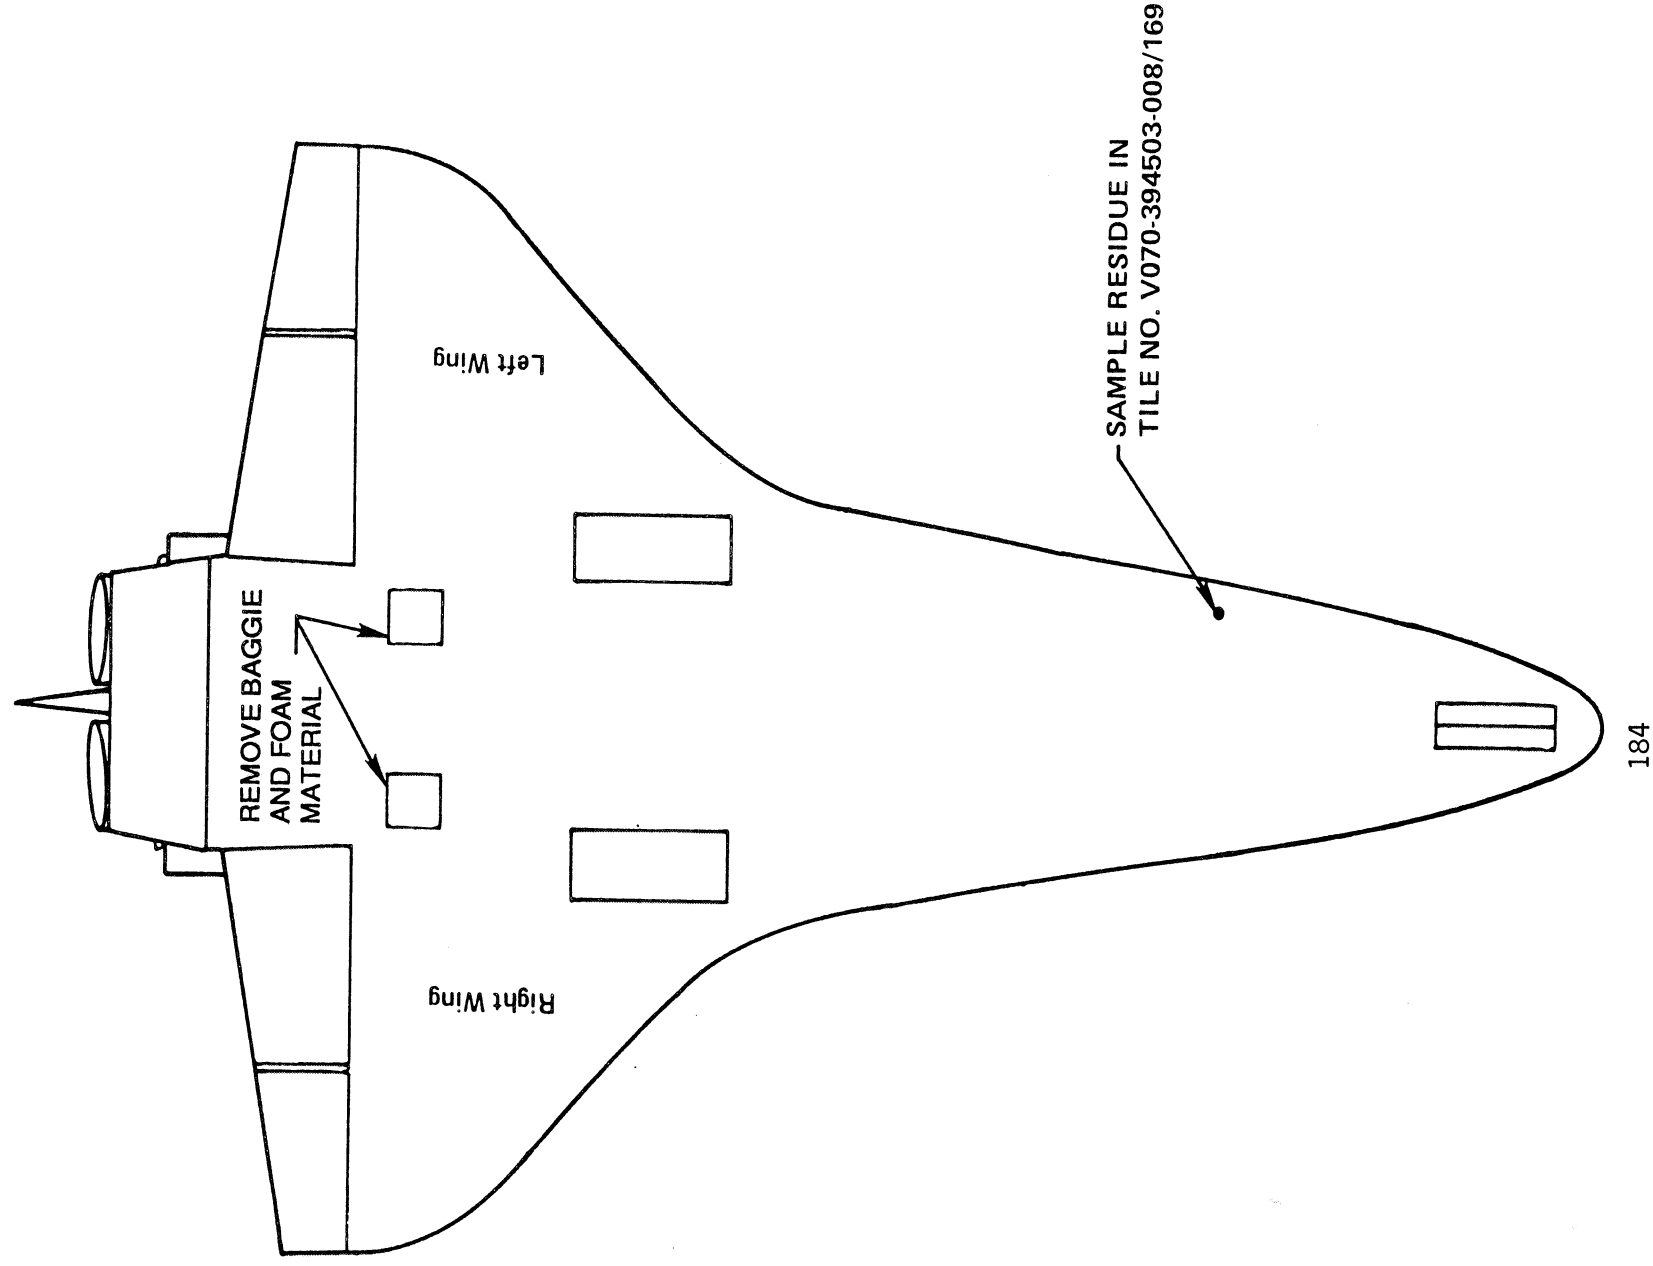 REMOVE BAGGIE
AND FOAM
MATERIAL
Left Wing
Right Wing
SAMPLE RESIDUE IN
TILE NO. V070-394503-008/169
184